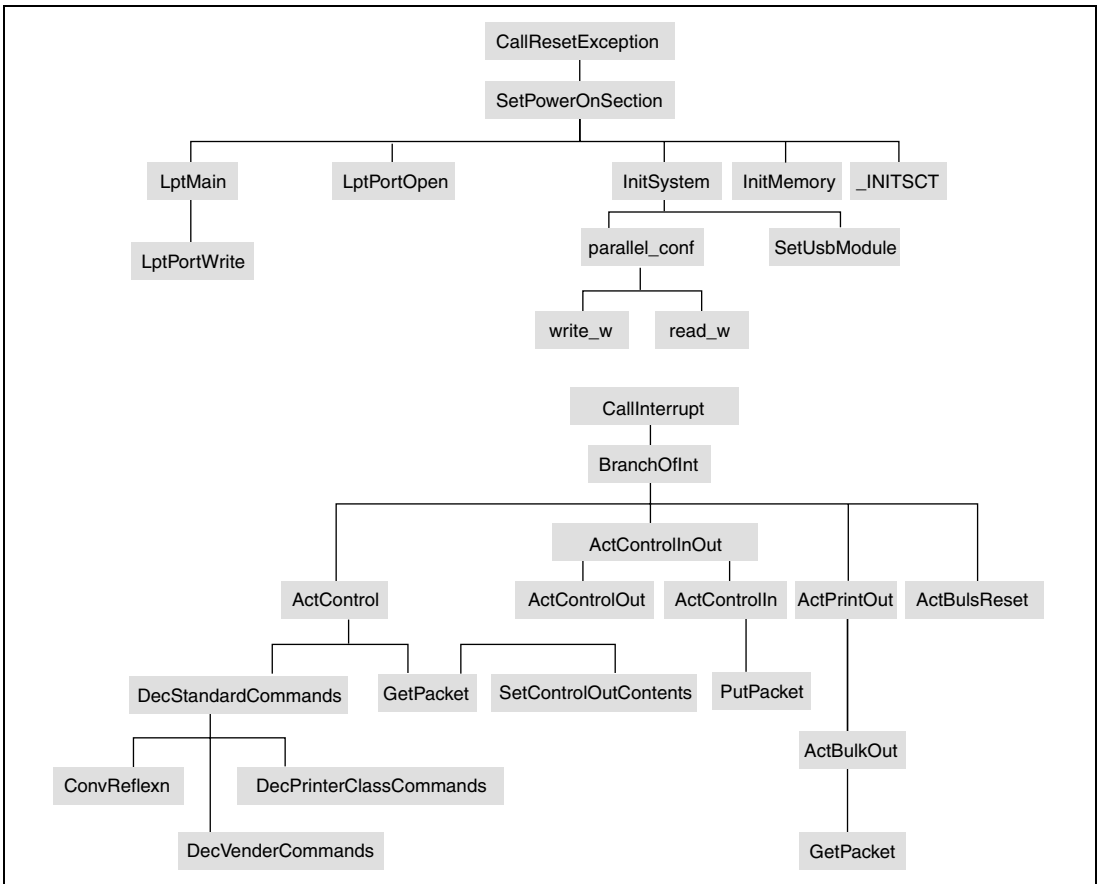 CallResetException
SetPowerOnSection
LptMain
LptPortOpen
InitSystem
InitMemory
_INITSCT
LptPortWrite
parallel_conf
SetUsbModule
write_w
read_w
CallInterrupt
BranchOfInt
ActControlInOut
ActControl
ActControlOut
ActControlIn
ActPrintOut
ActBulsReset
DecStandardCommands
GetPacket
SetControlOutContents
PutPacket
ActBulkOut
ConvReflexn
DecPrinterClassCommands
DecVenderCommands
GetPacket